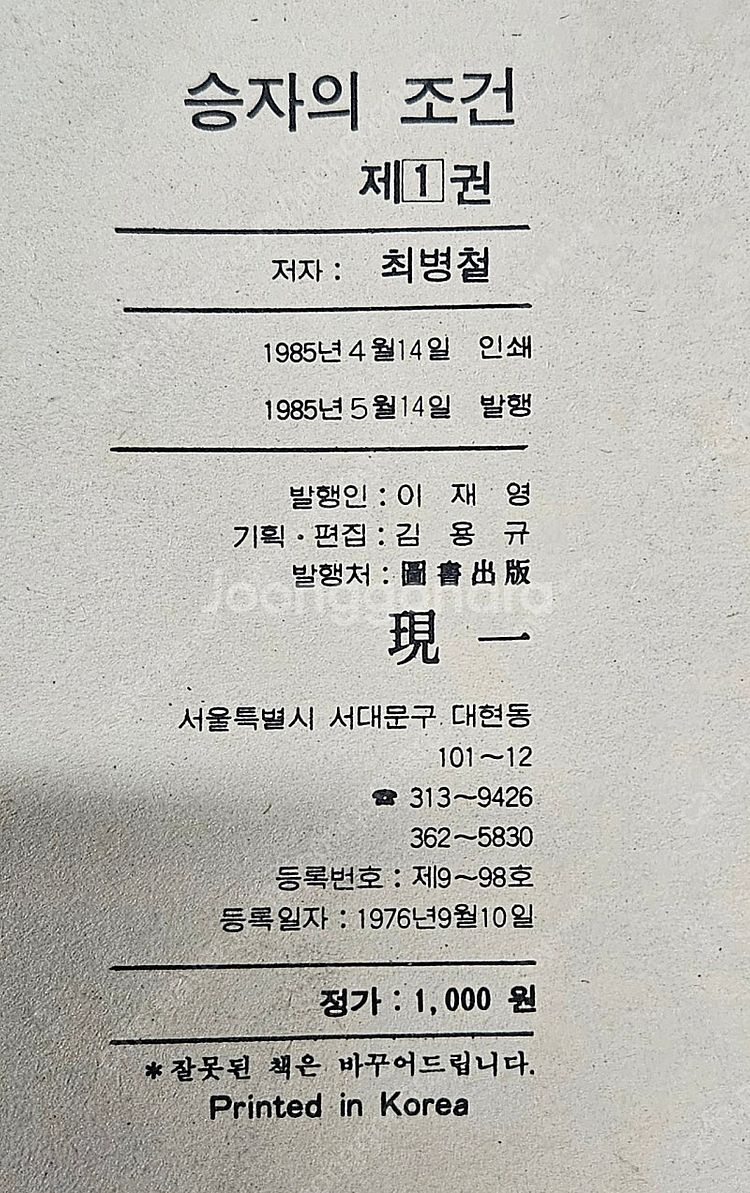 승자의 조건
제1권
저자 : 최병철
1985년 4월14일 인쇄
1985년 5월14일 발행
발행인 : 이 재 영
기획・편집 : 김 용 규
발행처 : 圖書出版
現 一
서울특별시 서대문구 대현동
101～12
☎ 313～9426
362～5830
등록번호 : 제9～98호
등록일자 : 1976년9월10일
정가 : 1,000 원
*잘못된 책은 바꾸어드립니다.
Printed in Korea
joonggonara